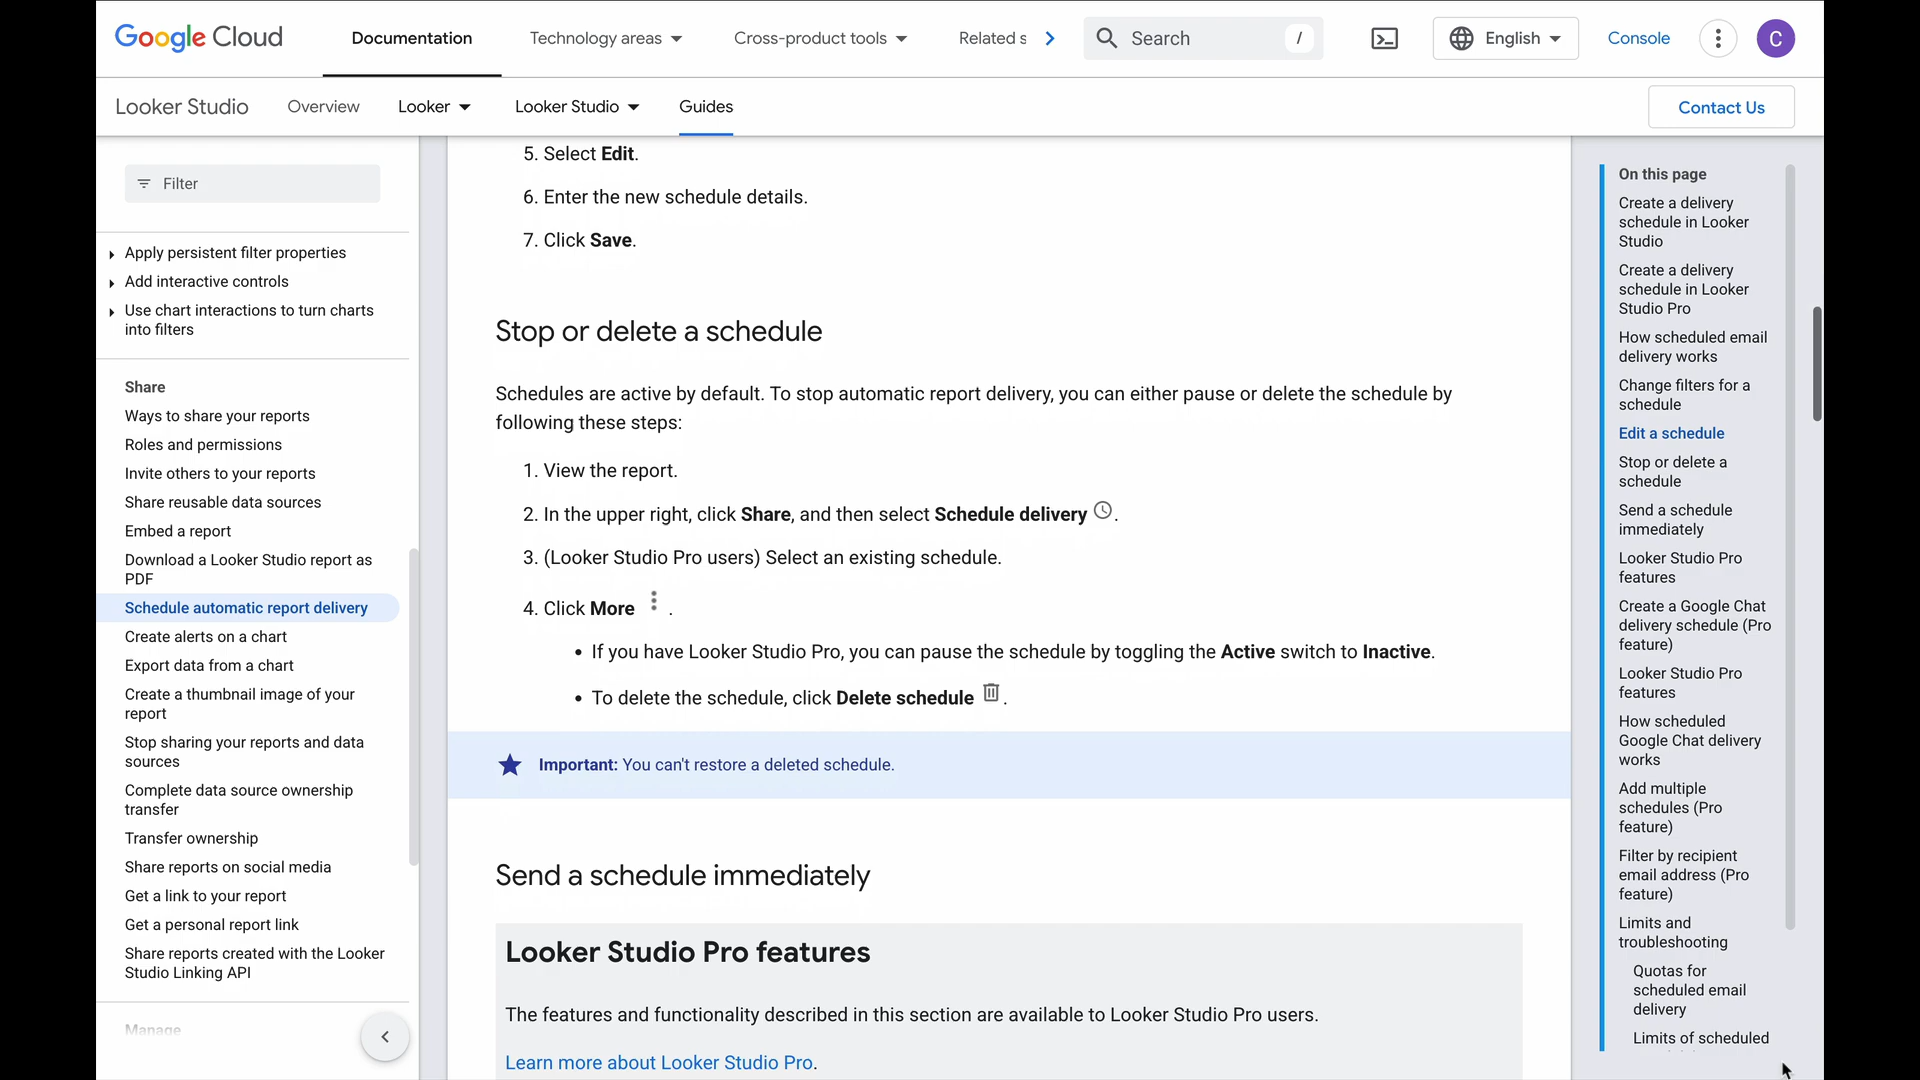 Google Cloud
Documentation
Technology areas
Cross-product tools
Related s
Search
/
English
Console
C
Looker Studio
Overview
Looker
Looker Studio
Guides
Contact Us
Filter
Apply persistent filter properties
Add interactive controls
Use chart interactions to turn charts
into filters
Share
Ways to share your reports
Roles and permissions
Invite others to your reports
Share reusable data sources
Embed a report
Download a Looker Studio report as
PDF
Schedule automatic report delivery
Create alerts on a chart
Export data from a chart
Create a thumbnail image of your
report
Stop sharing your reports and data
sources
Complete data source ownership
transfer
Transfer ownership
Share reports on social media
Get a link to your report
Get a personal report link
Share reports created with the Looker
Studio Linking API
Manage
5. Select Edit.
6. Enter the new schedule details.
7. Click Save.
Stop or delete a schedule
Schedules are active by default. To stop automatic report delivery, you can either pause or delete the schedule by
following these steps:
1. View the report.
2. In the upper right, click Share, and then select Schedule delivery .
3. (Looker Studio Pro users) Select an existing schedule.
4. Click More .
• If you have Looker Studio Pro, you can pause the schedule by toggling the Active switch to Inactive.
• To delete the schedule, click Delete schedule .
Important: You can't restore a deleted schedule.
Send a schedule immediately
Looker Studio Pro features
The features and functionality described in this section are available to Looker Studio Pro users.
Learn more about Looker Studio Pro.
On this page
Create a delivery
schedule in Looker
Studio
Create a delivery
schedule in Looker
Studio Pro
How scheduled email
delivery works
Change filters for a
schedule
Edit a schedule
Stop or delete a
schedule
Send a schedule
immediately
Looker Studio Pro
features
Create a Google Chat
delivery schedule (Pro
feature)
Looker Studio Pro
features
How scheduled
Google Chat delivery
works
Add multiple
schedules (Pro
feature)
Filter by recipient
email address (Pro
feature)
Limits and
troubleshooting
Quotas for
scheduled email
delivery
Limits of scheduled